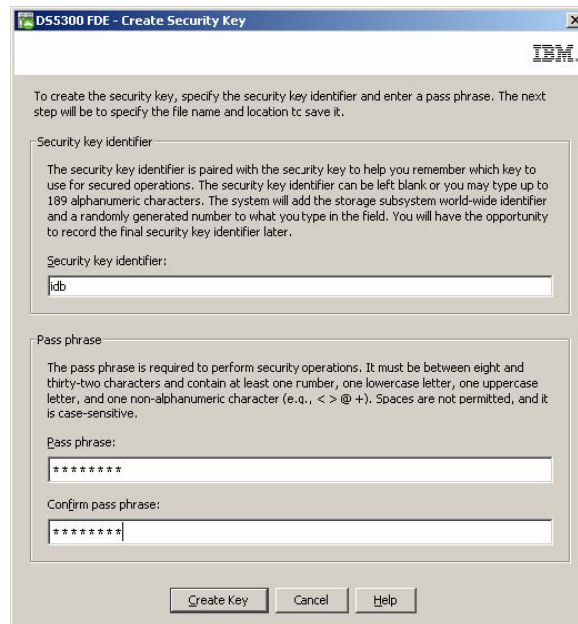 DS5300 FDE - Create Security Key
IBM.
To create the security key, specify the security key identifier and enter a pass phrase. The next
step will be to specify the file name and location to save it.
Security key identifier
The security key identifier is paired with the security key to help you remember which key to
use for secured operations. The security key identifier can be left blank or you may type up to
189 alphanumeric characters. The system will add the storage subsystem world-wide identifier
and a randomly generated number to what you type in the field. You will have the opportunity
to record the final security key identifier later.
Security key identifier:
idb
Pass phrase
The pass phrase is required to perform security operations. It must be between eight and
thirty-two characters and contain at least one number, one lowercase letter, one uppercase
letter, and one non-alphanumeric character (e.g., < > @ +). Spaces are not permitted, and it
is case-sensitive.
Pass phrase:
********
Confirm pass phrase:
********
Create Key Cancel Help